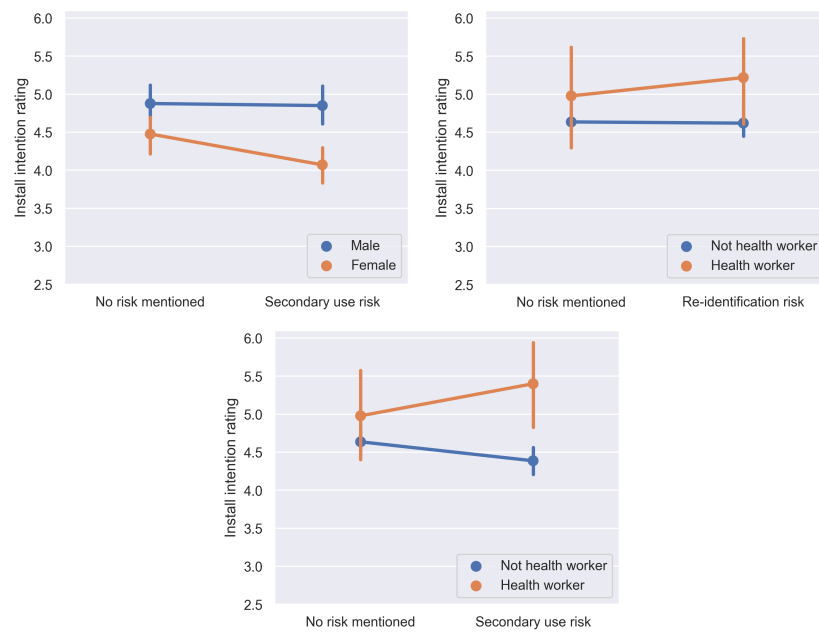 6.0
5.5
5.0
4.5
4.0
3.5
3.0
2.5
Install intention rating
Male
Female
No risk mentioned Secondary use risk
6.0
5.5
5.0
4.5
4.0
3.5
3.0
2.5
Install intention rating
Not health worker
Health worker
No risk mentioned Re-identification risk
6.0
5.5
5.0
4.5
4.0
3.5
3.0
2.5
Install intention rating
Not health worker
Health worker
No risk mentioned Secondary use risk